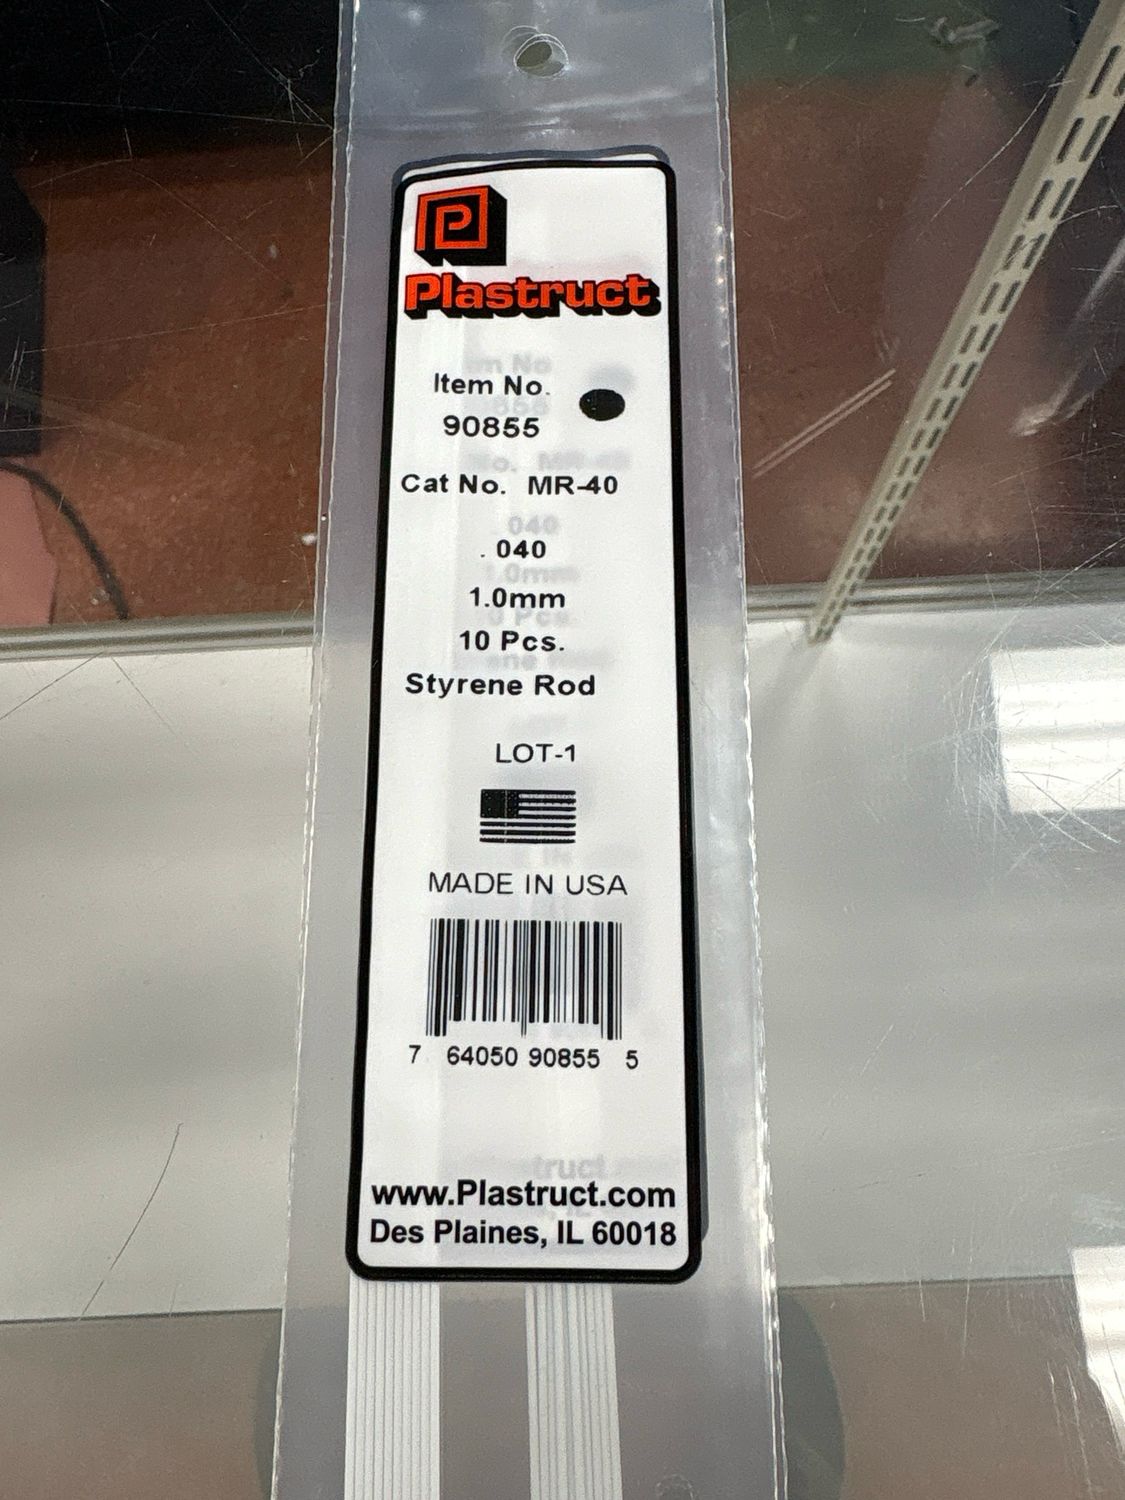 P
Plastruct
Item No.
90855
Cat No. MR-40
.040
1.0mm
10 Pcs.
Styrene Rod
LOT-1
MADE IN USA
7 64050 90855 5
www.Plastruct.com
Des Plaines, IL 60018